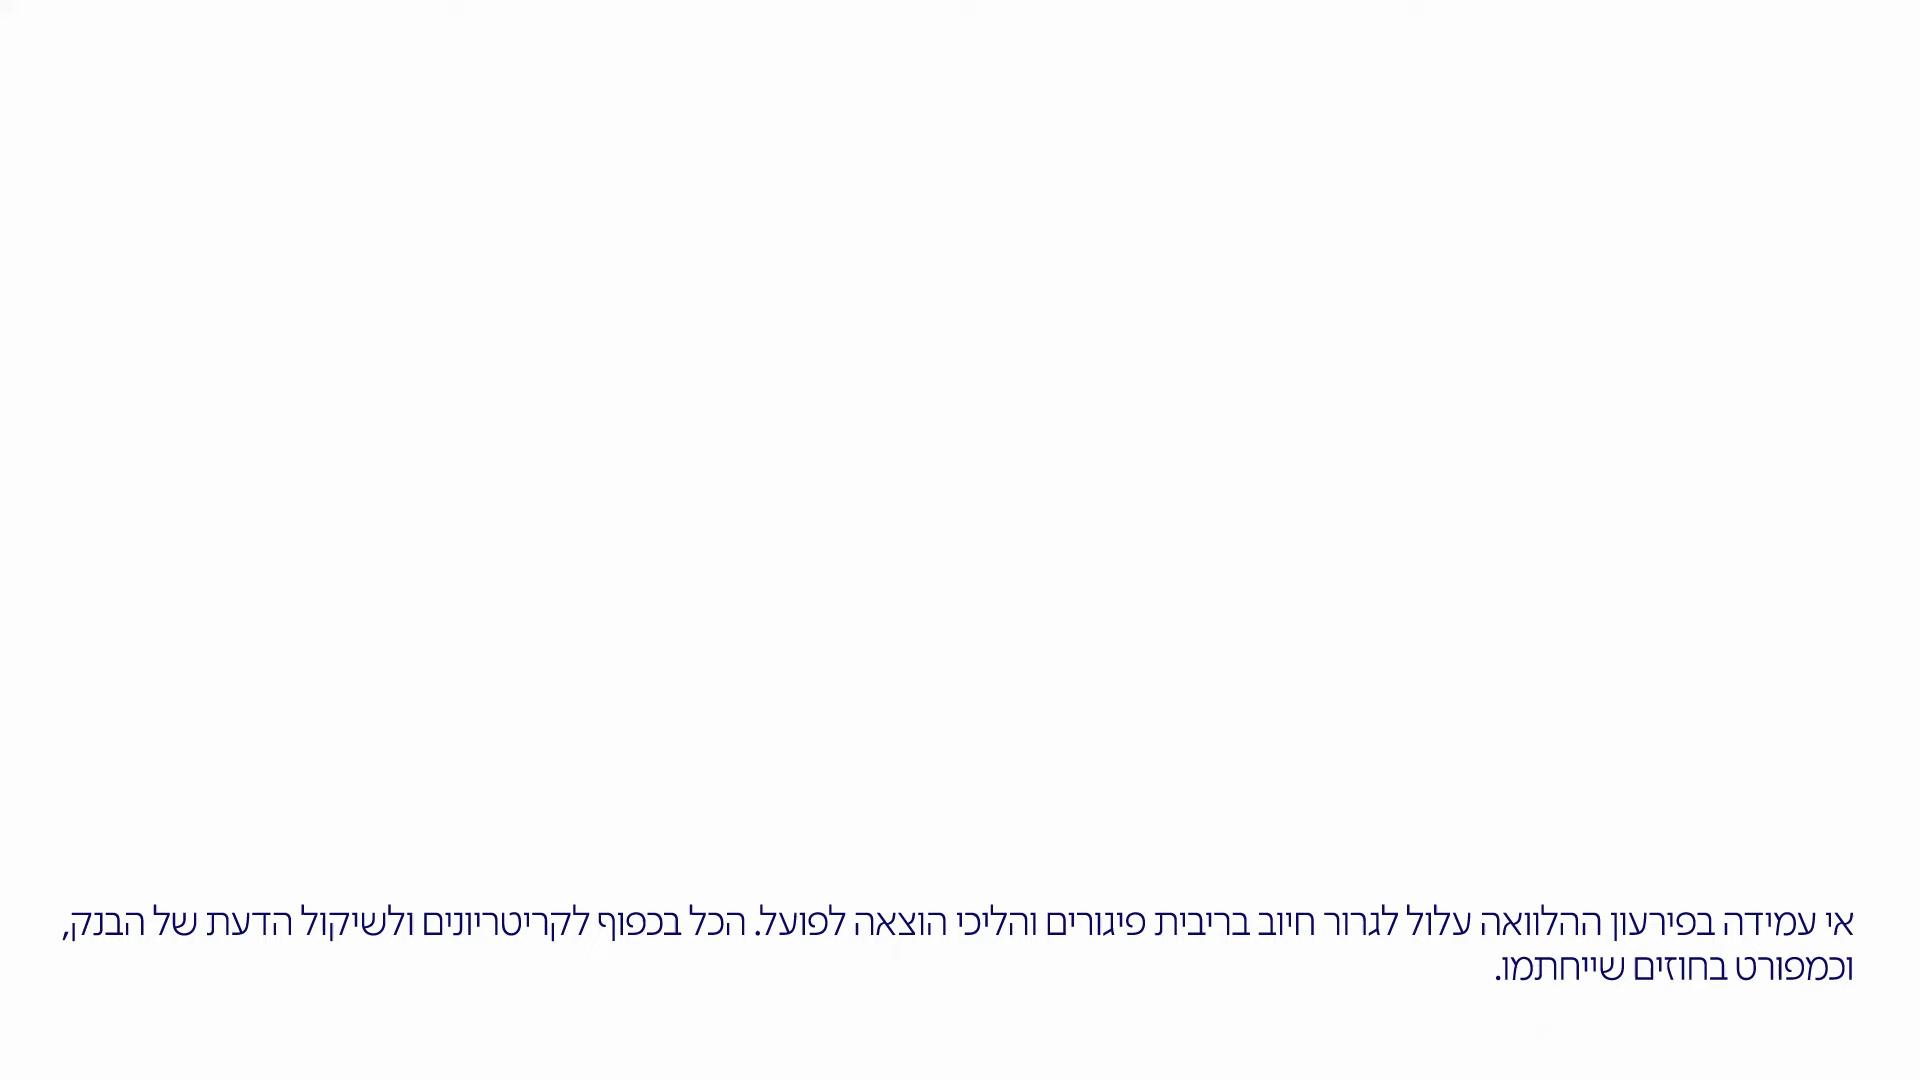 אי עמידה בפירעון ההלוואה עלול לגרור חיוב בריבית פיגורים והליכי הוצאה לפועל. הכל בכפוף לקריטריונים ולשיקול הדעת של הבנק,
וכמפורט בחוזים שייחתמו.